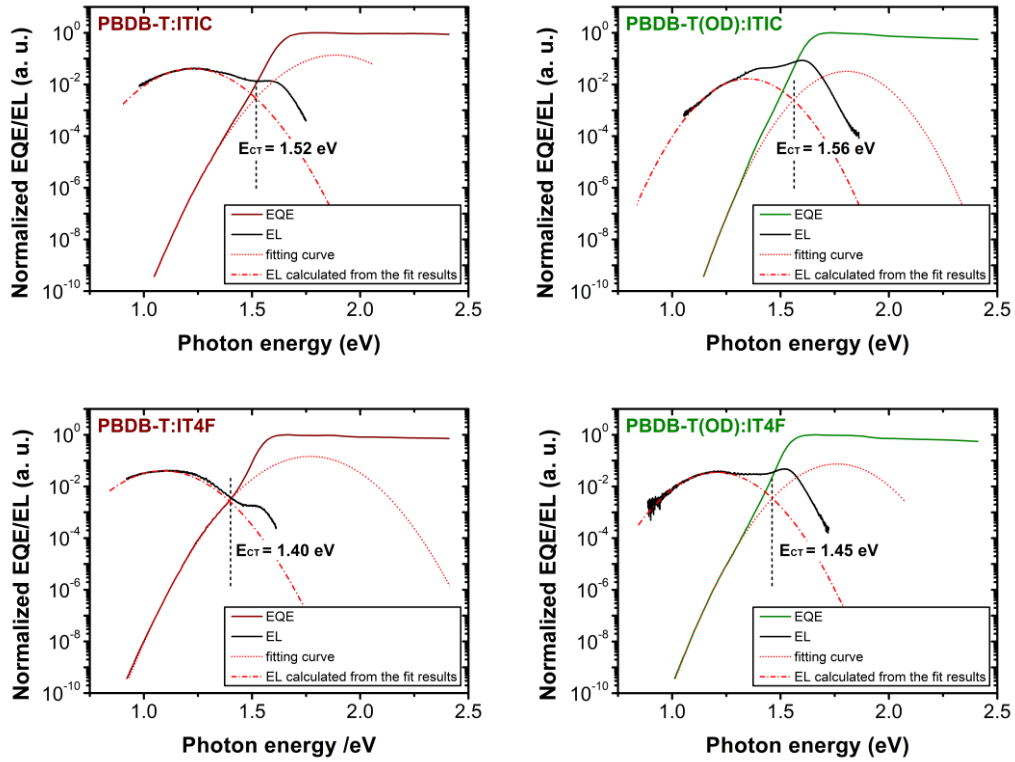 PBDB-T:ITIC
Normalized EQE/EL (a. u.)
10^0
10^-2
10^-4
10^-6
10^-8
10^-10
E_CT = 1.52 eV
EQE
EL
fitting curve
EL calculated from the fit results
1.0 1.5 2.0 2.5
Photon energy (eV)
PBDB-T(OD):ITIC
Normalized EQE/EL (a. u.)
10^0
10^-2
10^-4
10^-6
10^-8
10^-10
E_CT = 1.56 eV
EQE
EL
fitting curve
EL calculated from the fit results
1.0 1.5 2.0 2.5
Photon energy (eV)
PBDB-T:IT4F
Normalized EQE/EL (a. u.)
10^0
10^-2
10^-4
10^-6
10^-8
10^-10
E_CT = 1.40 eV
EQE
EL
fitting curve
EL calculated from the fit results
1.0 1.5 2.0 2.5
Photon energy /eV
PBDB-T(OD):IT4F
Normalized EQE/EL (a. u.)
10^0
10^-2
10^-4
10^-6
10^-8
10^-10
E_CT = 1.45 eV
EQE
EL
fitting curve
EL calculated from the fit results
1.0 1.5 2.0 2.5
Photon energy (eV)